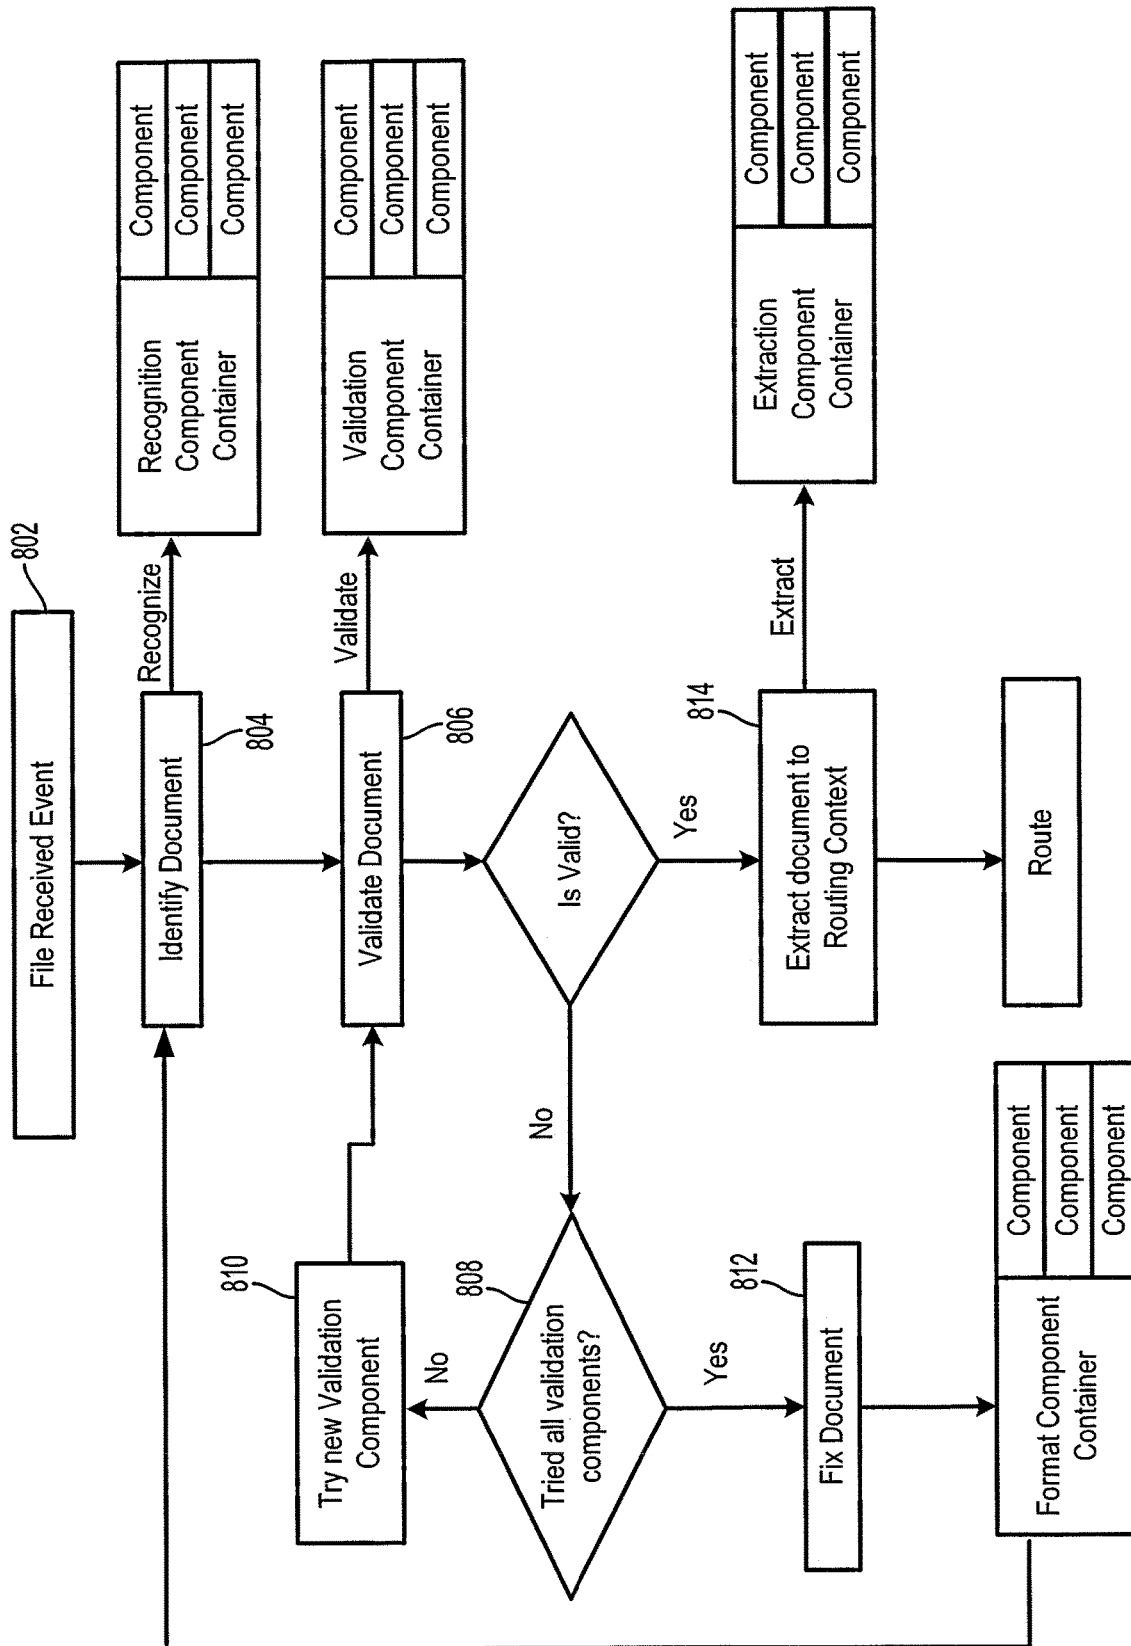 File Received Event
802
Identify Document
804
Recognize
Recognition
Component
Container
Component
Component
Component
Validate Document
806
Validate
Validation
Component
Container
Component
Component
Component
Try new Validation
Component
810
Is Valid?
No
Yes
Tried all validation
components?
808
No
Yes
Extract document to
Routing Context
814
Extract
Extraction
Component
Container
Component
Component
Component
Fix Document
812
Route
Format Component
Container
Component
Component
Component